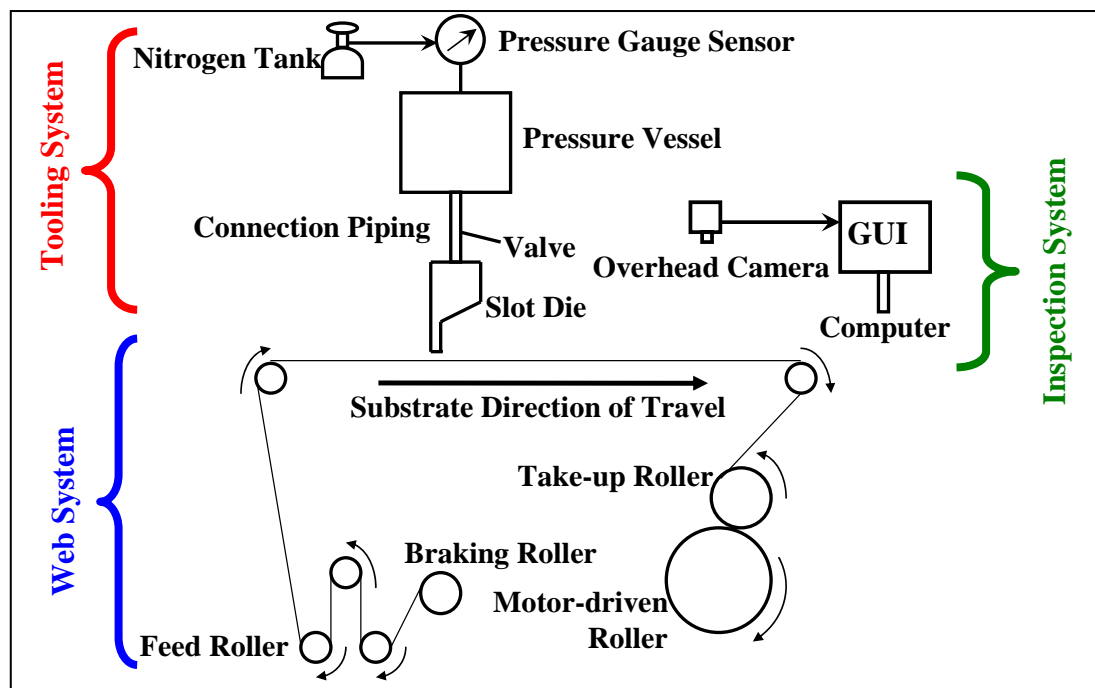 Tooling System
Nitrogen Tank
Pressure Gauge Sensor
Pressure Vessel
Connection Piping
Valve
Slot Die
Overhead Camera
GUI
Computer
Inspection System
Web System
Substrate Direction of Travel
Take-up Roller
Braking Roller
Motor-driven
Roller
Feed Roller